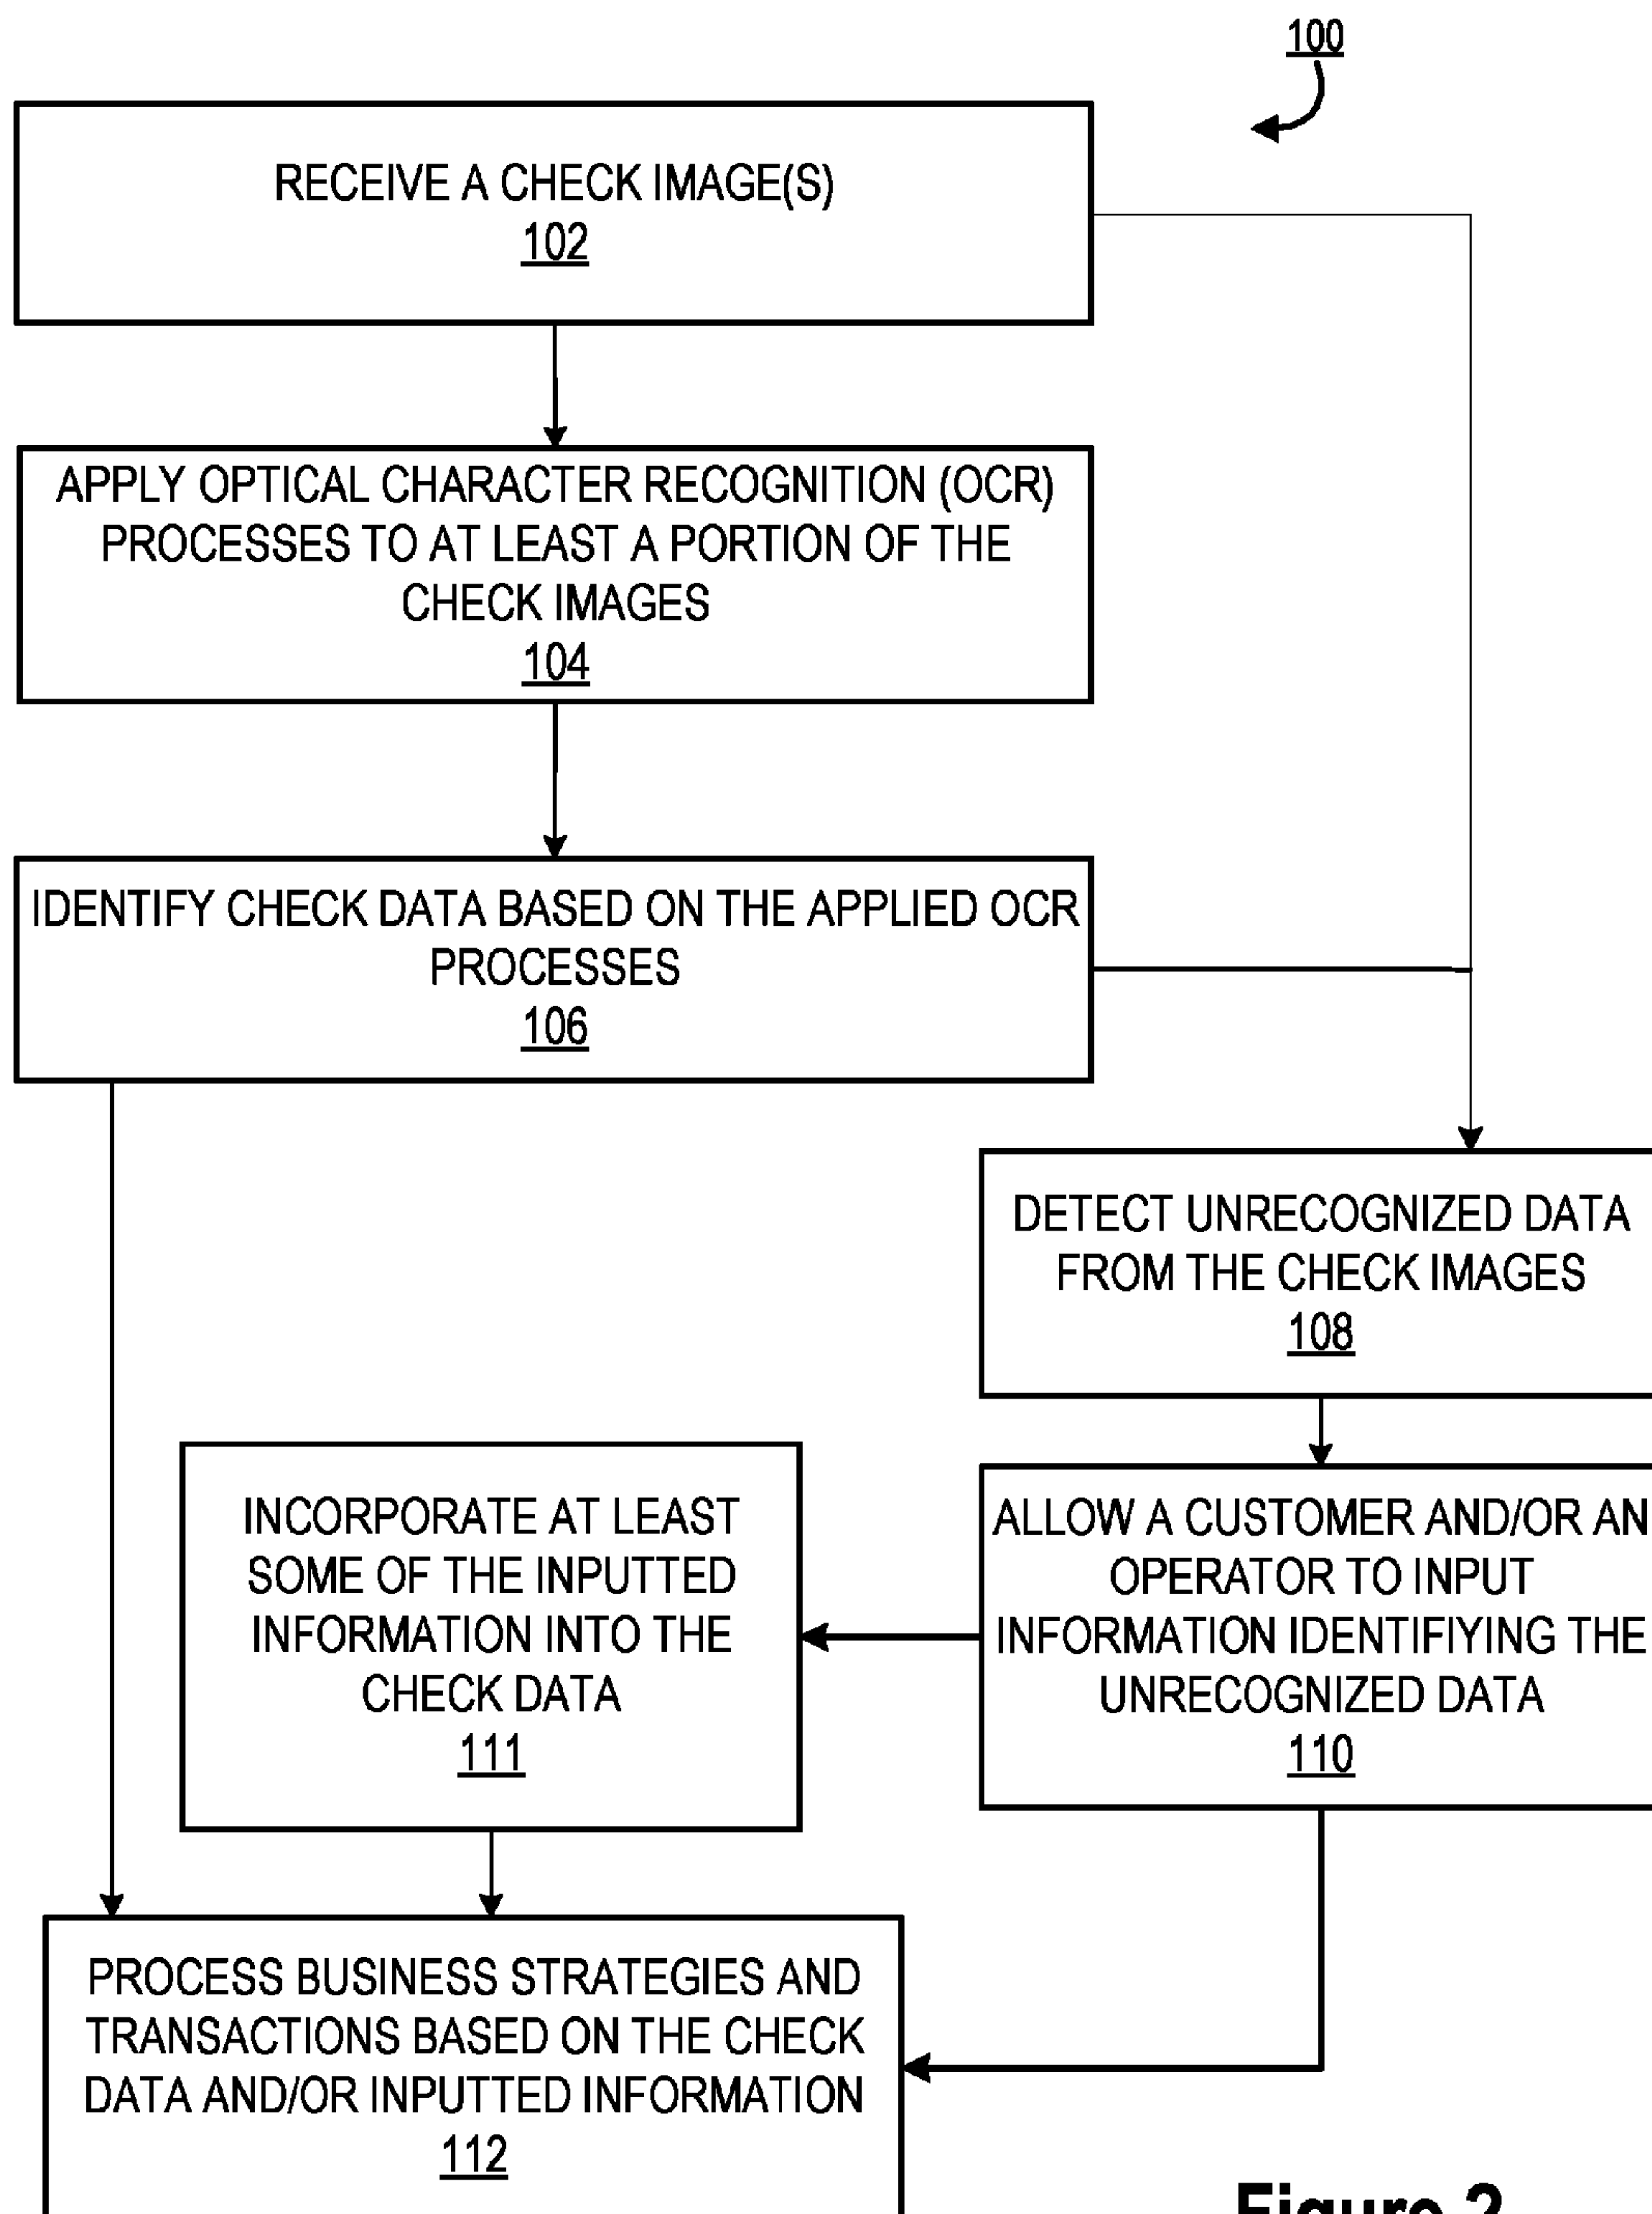 100
RECEIVE A CHECK IMAGE(S)
102
APPLY OPTICAL CHARACTER RECOGNITION (OCR)
PROCESSES TO AT LEAST A PORTION OF THE
CHECK IMAGES
104
IDENTIFY CHECK DATA BASED ON THE APPLIED OCR
PROCESSES
106
DETECT UNRECOGNIZED DATA
FROM THE CHECK IMAGES
108
INCORPORATE AT LEAST
SOME OF THE INPUTTED
INFORMATION INTO THE
CHECK DATA
111
ALLOW A CUSTOMER AND/OR AN
OPERATOR TO INPUT
INFORMATION IDENTIFIYING THE
UNRECOGNIZED DATA
110
PROCESS BUSINESS STRATEGIES AND
TRANSACTIONS BASED ON THE CHECK
DATA AND/OR INPUTTED INFORMATION
112
Figure 2